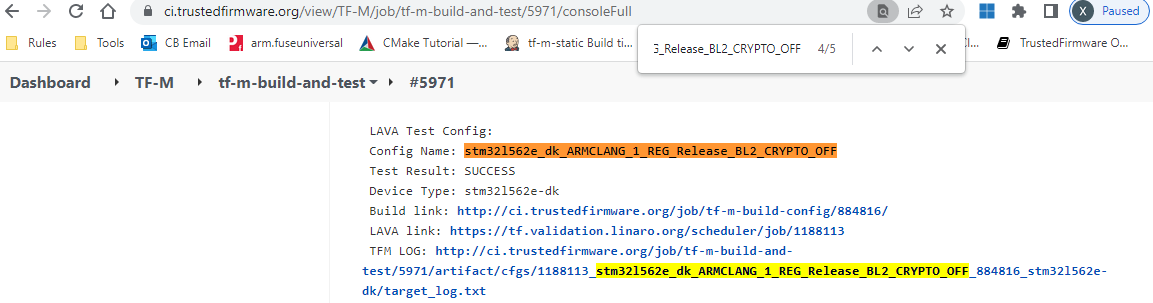 ci.trustedfirmware.org/view/TF-M/job/tf-m-build-and-test/5971/consoleFull
X Paused
Rules Tools CB Email arm.fuseuniversal CMake Tutorial —... tf-m-static Build ti... Cl... TrustedFirmware O...
G_Release_BL2_CRYPTO_OFF 4/5
Dashboard TF-M tf-m-build-and-test #5971
LAVA Test Config:
Config Name: stm32l562e_dk_ARMCLANG_1_REG_Release_BL2_CRYPTO_OFF
Test Result: SUCCESS
Device Type: stm32l562e-dk
Build link: http://ci.trustedfirmware.org/job/tf-m-build-config/884816/
LAVA link: https://tf.validation.linaro.org/scheduler/job/1188113
TFM LOG: http://ci.trustedfirmware.org/job/tf-m-build-and-
test/5971/artifact/cfgs/1188113_stm32l562e_dk_ARMCLANG_1_REG_Release_BL2_CRYPTO_OFF_884816_stm32l562e-
dk/target_log.txt